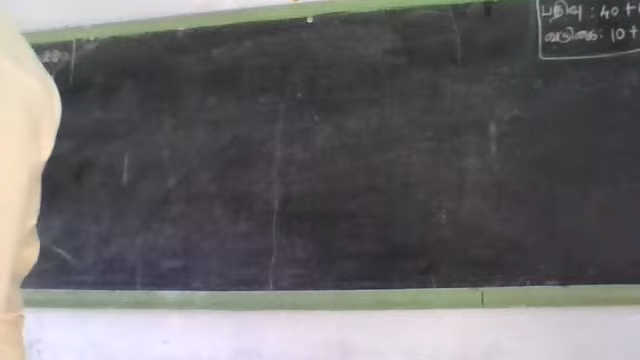 பதிவு : 40 +
வருகை : 10 +